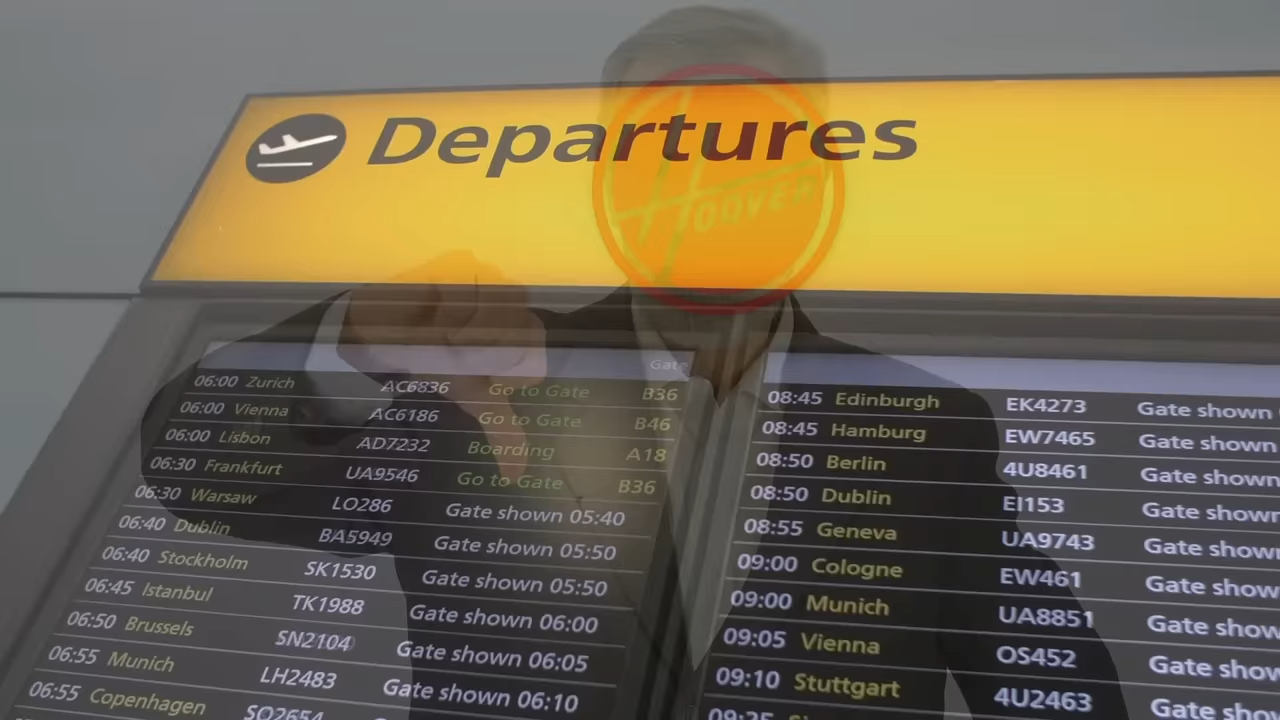 Departures
HOOVER
Gate
06:00 Zurich AC6836 Go to Gate B36
06:00 Vienna AC6186 Go to Gate B46
06:00 Lisbon AD7232 Boarding A18
06:30 Frankfurt UA9546 Go to Gate B36
06:30 Warsaw LO286 Gate shown 05:40
06:40 Dublin BA5949 Gate shown 05:50
06:40 Stockholm SK1530 Gate shown 05:50
06:45 Istanbul TK1988 Gate shown 06:00
06:50 Brussels SN2104 Gate shown 06:05
06:55 Munich LH2483 Gate shown 06:10
06:55 Copenhagen SQ2654
08:45 Edinburgh EK4273 Gate shown
08:45 Hamburg EW7465 Gate shown
08:50 Berlin 4U8461 Gate shown
08:50 Dublin EI153 Gate shown
08:55 Geneva UA9743 Gate shown
09:00 Cologne EW461 Gate show
09:00 Munich UA8851 Gate show
09:05 Vienna OS452 Gate show
09:10 Stuttgart 4U2463 Gate sho